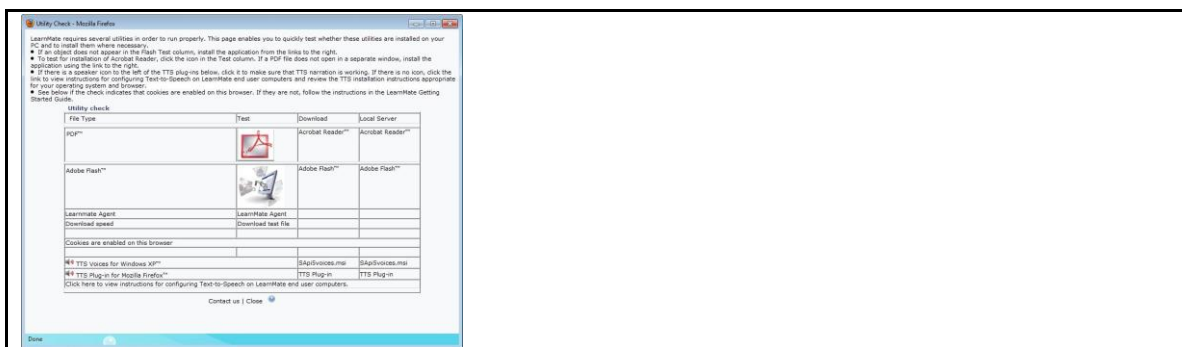 Utility Check - Mozilla Firefox
LearnMate requires several utilities in order to run properly. This page enables you to quickly test whether these utilities are installed on your
PC and to install them where necessary.
• If an object does not appear in the Flash Test column, install the application from the links to the right.
• To test for installation of Acrobat Reader, click the icon in the Test column. If a PDF file does not open in a separate window, install the
application using the link to the right.
• If there is a speaker icon to the left of the TTS plug-ins below, click it to make sure that TTS narration is working. If there is no icon, click the
link to view instructions for configuring Text-to-Speech on LearnMate end user computers and review the TTS installation instructions appropriate
for your operating system and browser.
• See below if the check indicates that cookies are enabled on this browser. If they are not, follow the instructions in the LearnMate Getting
Started Guide.
Utility check
File Type Test Download Local Server
PDF™ Acrobat Reader™ Acrobat Reader™
Adobe Flash™ Adobe Flash™ Adobe Flash™
Learnmate Agent LearnMate Agent
Download speed Download test file
Cookies are enabled on this browser
TTS Voices for Windows XP™ SApi5voices.msi SApi5voices.msi
TTS Plug-in for Mozilla Firefox™ TTS Plug-in TTS Plug-in
Click here to view instructions for configuring Text-to-Speech on LearnMate end user computers.
Contact us | Close
Done